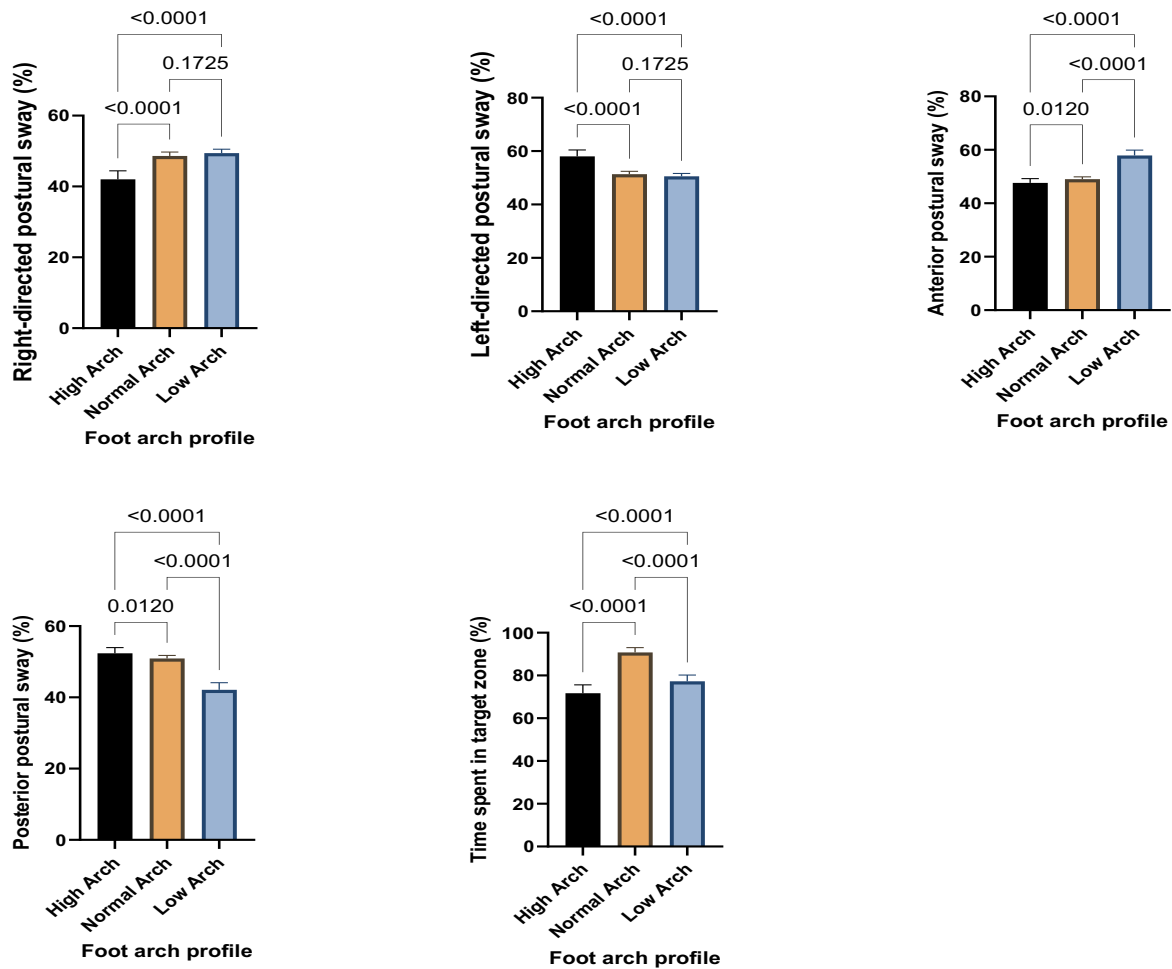 <0.0001
0.1725
<0.0001
Right-directed postural sway (%)
60
40
20
0
High Arch
Normal Arch
Low Arch
Foot arch profile
<0.0001
0.1725
<0.0001
Left-directed postural sway (%)
80
60
40
20
0
High Arch
Normal Arch
Low Arch
Foot arch profile
<0.0001
<0.0001
0.0120
Anterior postural sway (%)
80
60
40
20
0
High Arch
Normal Arch
Low Arch
Foot arch profile
<0.0001
<0.0001
0.0120
Posterior postural sway (%)
60
40
20
0
High Arch
Normal Arch
Low Arch
Foot arch profile
<0.0001
<0.0001
<0.0001
Time spent in target zone (%)
100
80
60
40
20
0
High Arch
Normal Arch
Low Arch
Foot arch profile